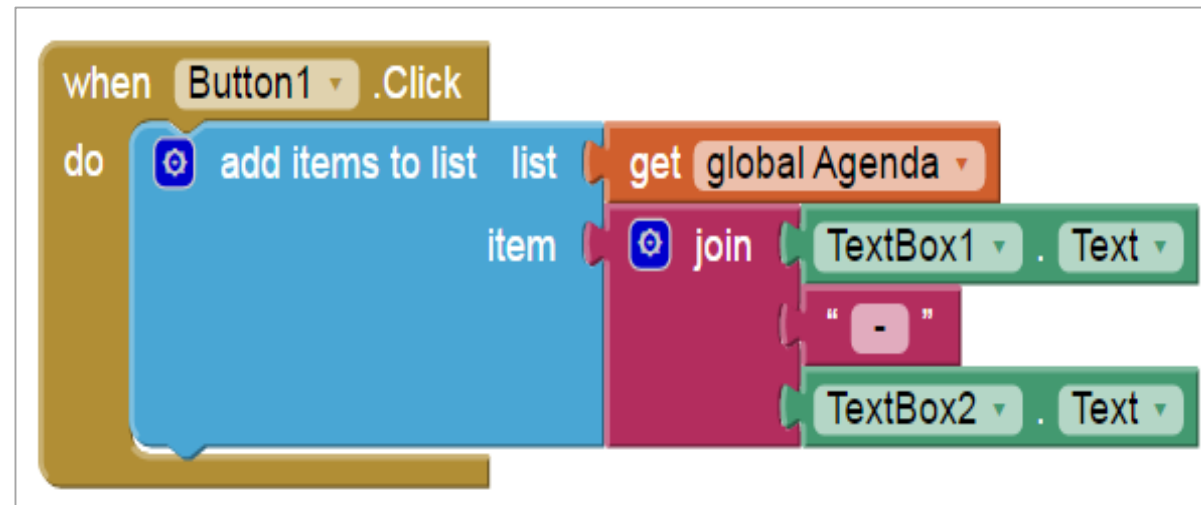 when Button1 .Click
do add items to list list get global Agenda
item join TextBox1 . Text
“ - ”
TextBox2 . Text